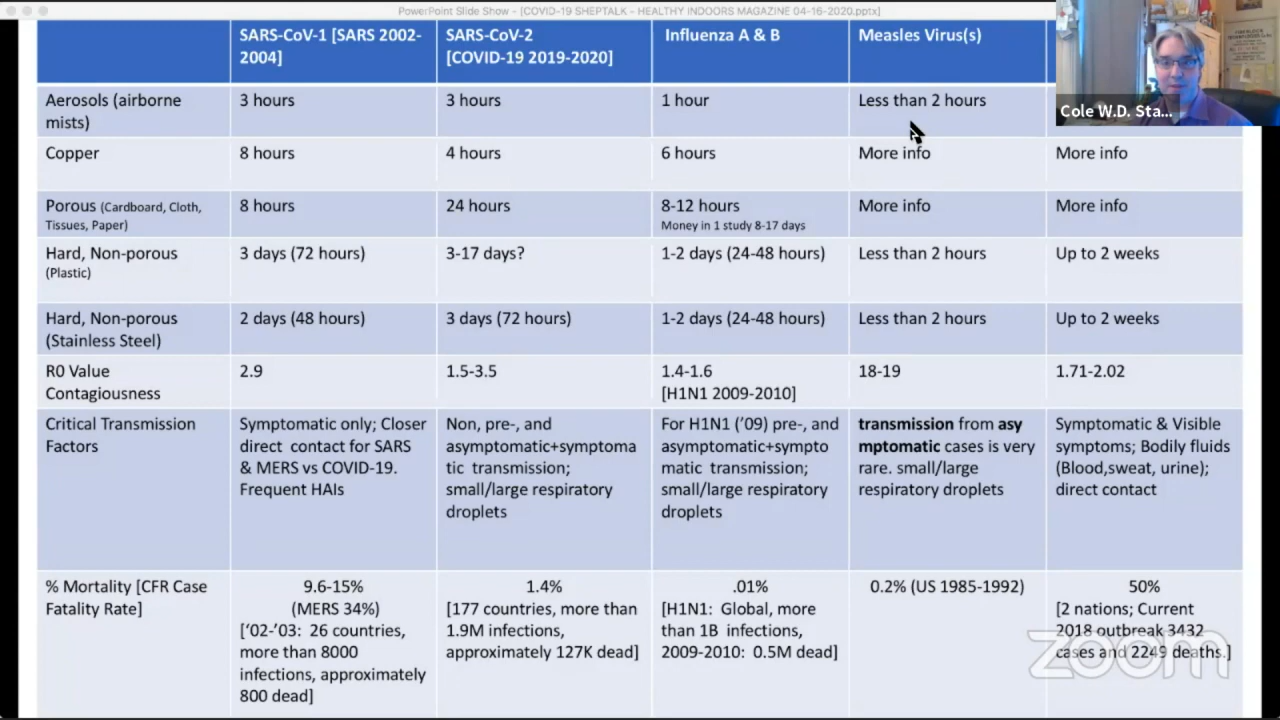 PowerPoint Slide Show - [COVID-19 SHEPTALK - HEALTHY INDOORS MAGAZINE 04-16-2020.pptx]
SARS-CoV-1 [SARS 2002-
2004]
SARS-CoV-2
[COVID-19 2019-2020]
Influenza A & B
Measles Virus(s)
Cole W.D. Sta...
Aerosols (airborne
mists)
3 hours
3 hours
1 hour
Less than 2 hours
Copper
8 hours
4 hours
6 hours
More info
More info
Porous (Cardboard, Cloth,
Tissues, Paper)
8 hours
24 hours
8-12 hours
Money in 1 study 8-17 days
More info
More info
Hard, Non-porous
(Plastic)
3 days (72 hours)
3-17 days?
1-2 days (24-48 hours)
Less than 2 hours
Up to 2 weeks
Hard, Non-porous
(Stainless Steel)
2 days (48 hours)
3 days (72 hours)
1-2 days (24-48 hours)
Less than 2 hours
Up to 2 weeks
R0 Value
Contagiousness
2.9
1.5-3.5
1.4-1.6
[H1N1 2009-2010]
18-19
1.71-2.02
Critical Transmission
Factors
Symptomatic only; Closer
direct contact for SARS
& MERS vs COVID-19.
Frequent HAIs
Non, pre-, and
asymptomatic+symptoma
tic transmission;
small/large respiratory
droplets
For H1N1 ('09) pre-, and
asymptomatic+sympto
matic transmission;
small/large respiratory
droplets
transmission from asy
mptomatic cases is very
rare. small/large
respiratory droplets
Symptomatic & Visible
symptoms; Bodily fluids
(Blood,sweat, urine);
direct contact
% Mortality [CFR Case
Fatality Rate]
9.6-15%
(MERS 34%)
['02-'03: 26 countries,
more than 8000
infections, approximately
800 dead]
1.4%
[177 countries, more than
1.9M infections,
approximately 127K dead]
.01%
[H1N1: Global, more
than 1B infections,
2009-2010: 0.5M dead]
0.2% (US 1985-1992)
50%
[2 nations; Current
2018 outbreak 3432
cases and 2249 deaths.]
zoom